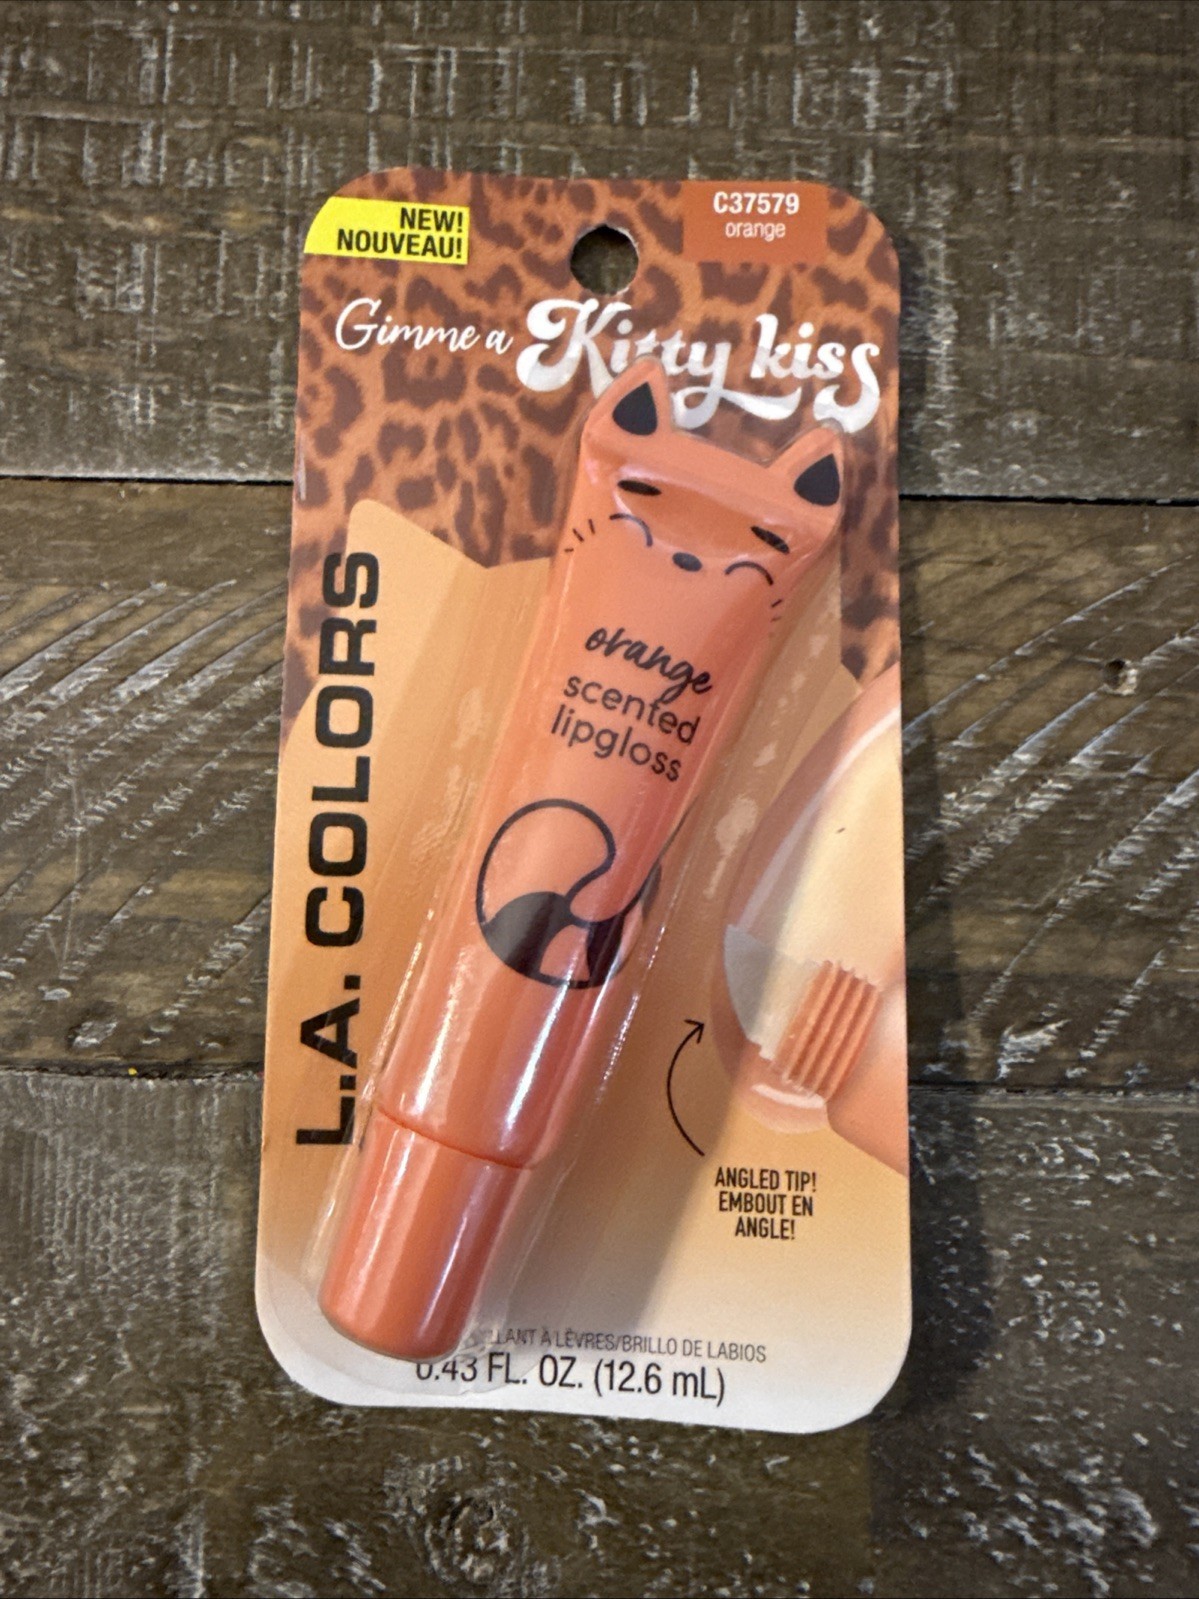 NEW!
NOUVEAU!
C37579
orange
Gimme a Kitty kiss
L.A. COLORS
orange
scented
lipgloss
ANGLED TIP!
EMBOUT EN
ANGLE!
À LÈVRES/BRILLO DE LABIOS
0.43 FL. OZ. (12.6 mL)